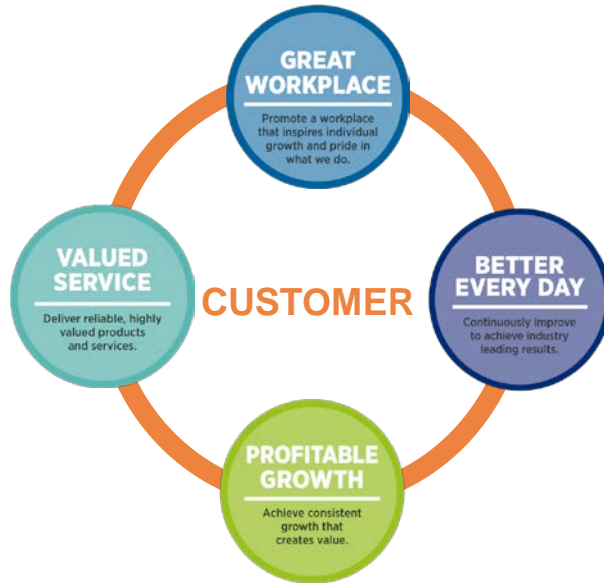 GREAT
WORKPLACE
Promote a workplace
that inspires individual
growth and pride in
what we do.
VALUED
SERVICE
Deliver reliable, highly
valued products
and services.
CUSTOMER
BETTER
EVERY DAY
Continuously improve
to achieve industry
leading results.
PROFITABLE
GROWTH
Achieve consistent
growth that
creates value.